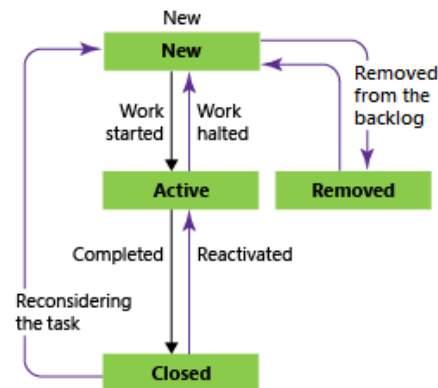 New
New
Removed
from the
backlog
Work
started
Work
halted
Active
Removed
Completed
Reactivated
Reconsidering
the task
Closed